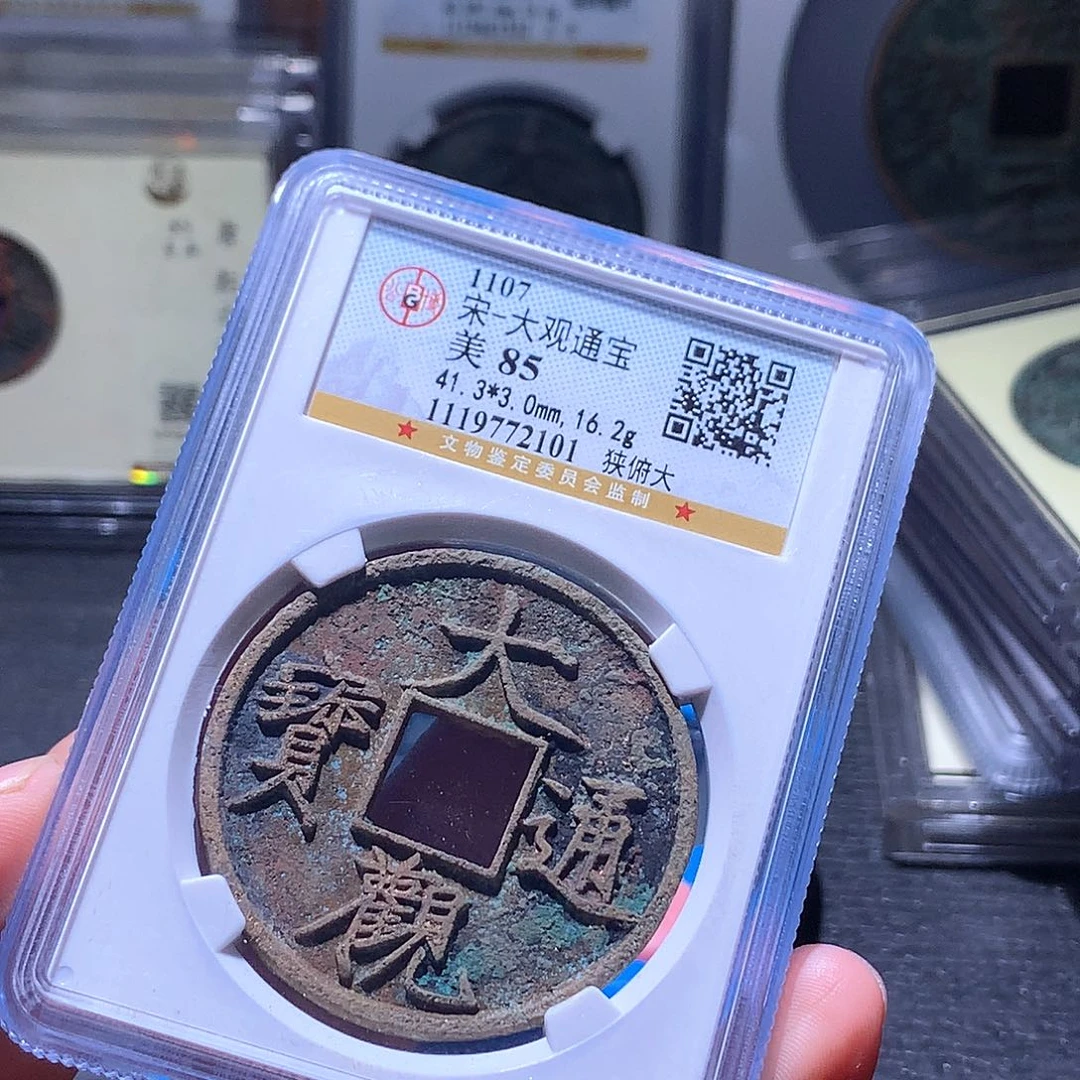 1107
宋-大观通宝
美 85
41.3*3.0mm, 16.2g
1119772101 狭俯大
★ 文物鉴定委员会监制 ★
大
寶 通
觀